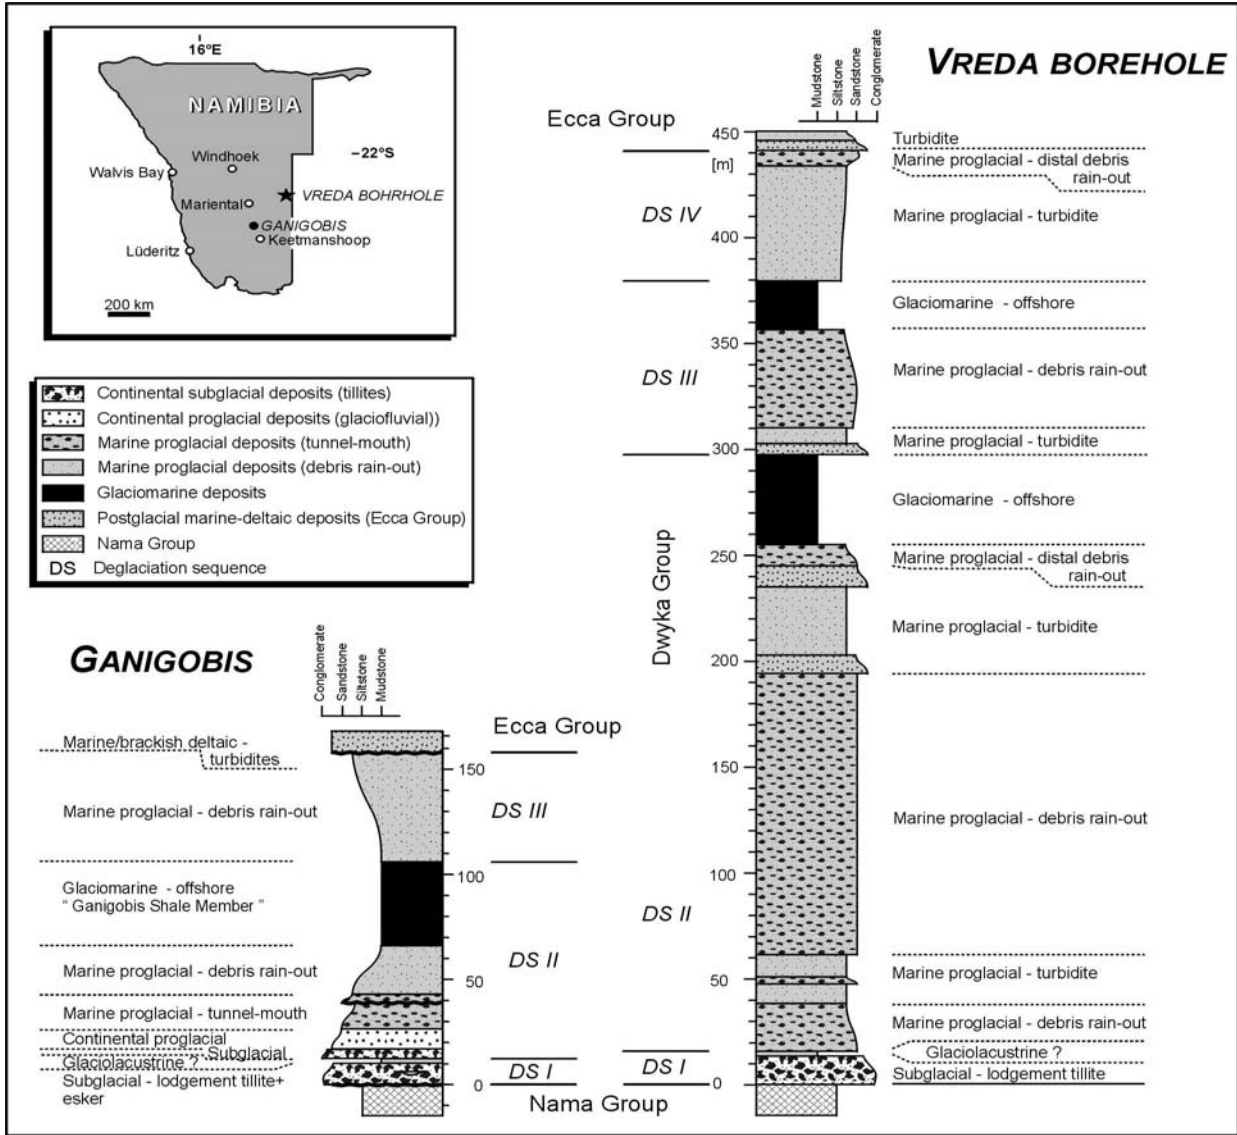 16°E
NAMIBIA
Windhoek
–22°S
Walvis Bay
VREDA BOHRHOLE
Mariental
GANIGOBIS
Keetmanshoop
Lüderitz
200 km
Continental subglacial deposits (tillites)
Continental proglacial deposits (glaciofluvial))
Marine proglacial deposits (tunnel-mouth)
Marine proglacial deposits (debris rain-out)
Glaciomarine deposits
Postglacial marine-deltaic deposits (Ecca Group)
Nama Group
DS Deglaciation sequence
GANIGOBIS
Conglomerate
Sandstone
Siltstone
Mudstone
Ecca Group
Marine/brackish deltaic -
turbidites
150
Marine proglacial - debris rain-out
DS III
100
Glaciomarine - offshore
" Ganigobis Shale Member "
DS II
Marine proglacial - debris rain-out
50
Marine proglacial - tunnel-mouth
Continental proglacial
Subglacial
Glaciolacustrine ?
Subglacial - lodgement tillite+
esker
DS I
0
Nama Group
VREDA BOREHOLE
Mudstone
Siltstone
Sandstone
Conglomerate
Ecca Group
450
[m]
Turbidite
Marine proglacial - distal debris
rain-out
DS IV
Marine proglacial - turbidite
400
Glaciomarine - offshore
350
DS III
Marine proglacial - debris rain-out
Marine proglacial - turbidite
300
Glaciomarine - offshore
Dwyka Group
250
Marine proglacial - distal debris
rain-out
Marine proglacial - turbidite
200
150
Marine proglacial - debris rain-out
100
DS II
50
Marine proglacial - turbidite
Marine proglacial - debris rain-out
Glaciolacustrine ?
DS I
Subglacial - lodgement tillite
0